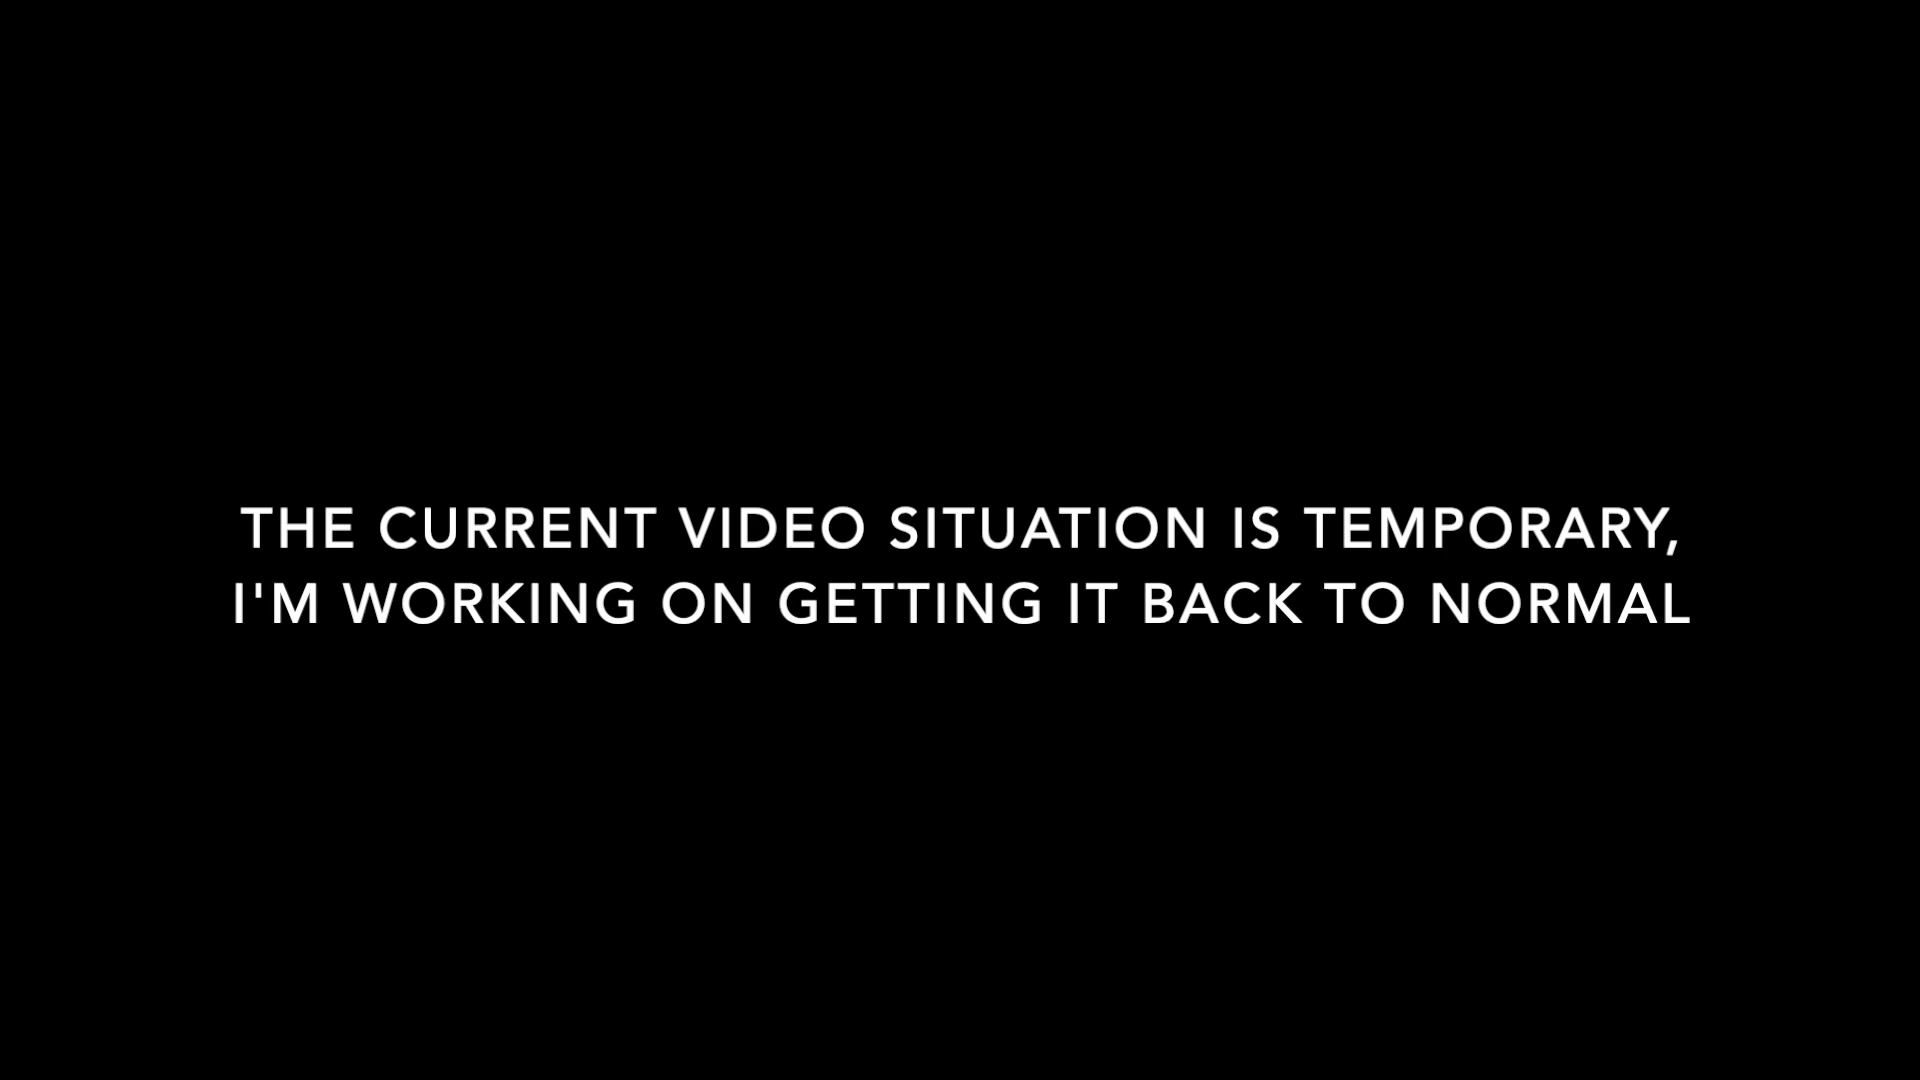 THE CURRENT VIDEO SITUATION IS TEMPORARY,
I'M WORKING ON GETTING IT BACK TO NORMAL